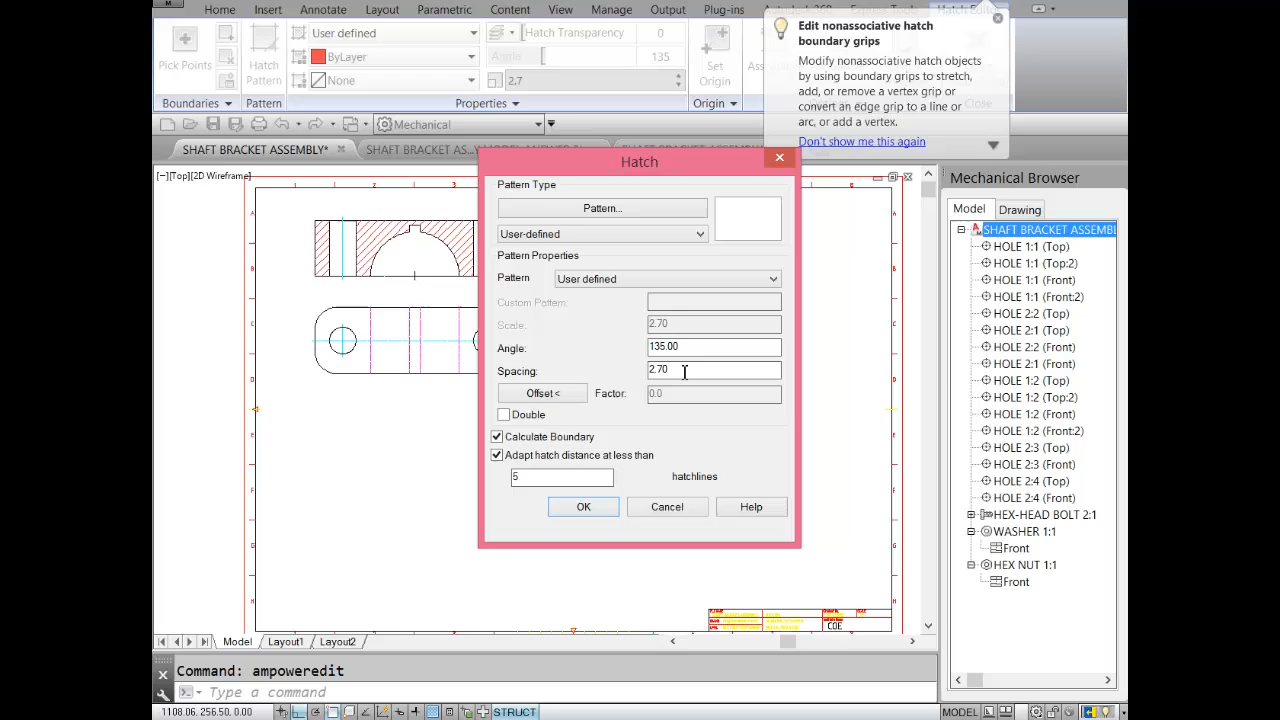 Home Insert Annotate Layout Parametric Content View Manage Output Plug-ins
Hatch Editor
User defined
Hatch Transparency 0
ByLayer
Angle 135
None
2.7
Pick Points
Hatch
Pattern
Set
Origin
Close
Boundaries Pattern Properties Origin
Edit nonassociative hatch
boundary grips
Modify nonassociative hatch objects
by using boundary grips to stretch,
add, or remove a vertex grip or
convert an edge grip to a line or
arc, or add a vertex.
Don't show me this again
Mechanical
SHAFT BRACKET ASSEMBLY*
[−][Top][2D Wireframe]
Hatch
Pattern Type
Pattern...
User-defined
Pattern Properties
Pattern User defined
Custom Pattern:
Scale: 2.70
Angle: 135.00
Spacing: 2.70
Offset < Factor: 0.0
Double
Calculate Boundary
Adapt hatch distance at less than
5 hatchlines
OK Cancel Help
Mechanical Browser
Model Drawing
SHAFT BRACKET ASSEMBL
HOLE 1:1 (Top)
HOLE 1:1 (Top:2)
HOLE 1:1 (Front)
HOLE 1:1 (Front:2)
HOLE 2:2 (Top)
HOLE 2:1 (Top)
HOLE 2:2 (Front)
HOLE 2:1 (Front)
HOLE 1:2 (Top)
HOLE 1:2 (Top:2)
HOLE 1:2 (Front)
HOLE 1:2 (Front:2)
HOLE 2:3 (Top)
HOLE 2:3 (Front)
HOLE 2:4 (Top)
HOLE 2:4 (Front)
HEX-HEAD BOLT 2:1
WASHER 1:1
Front
HEX NUT 1:1
Front
COE
Model Layout1 Layout2
Command: ampoweredit
Type a command
1108.06, 256.50, 0.00
STRUCT
MODEL